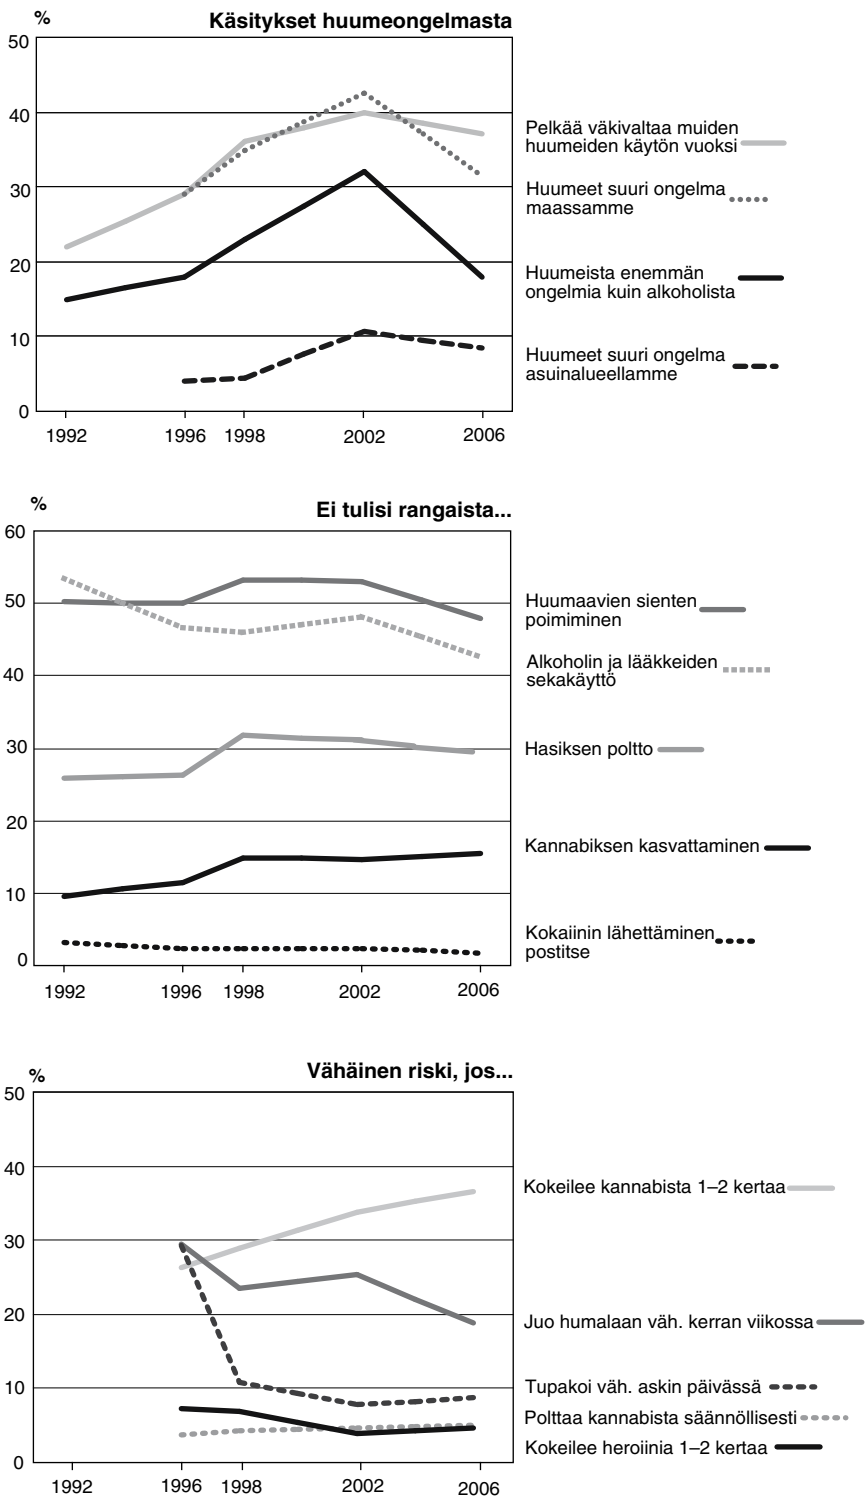 Käsitykset huumeongelmasta
%
50
40
30
20
10
0
1992 1996 1998 2002 2006
Pelkää väkivaltaa muiden
huumeiden käytön vuoksi
Huumeet suuri ongelma
maassamme
Huumeista enemmän
ongelmia kuin alkoholista
Huumeet suuri ongelma
asuinalueellamme
Ei tulisi rangaista...
%
60
50
40
30
20
10
0
1992 1996 1998 2002 2006
Huumaavien sienten
poimiminen
Alkoholin ja lääkkeiden
sekakäyttö
Hasiksen poltto
Kannabiksen kasvattaminen
Kokaiinin lähettäminen
postitse
Vähäinen riski, jos...
%
50
40
30
20
10
0
1992 1996 1998 2002 2006
Kokeilee kannabista 1–2 kertaa
Juo humalaan väh. kerran viikossa
Tupakoi väh. askin päivässä
Polttaa kannabista säännöllisesti
Kokeilee heroiinia 1–2 kertaa